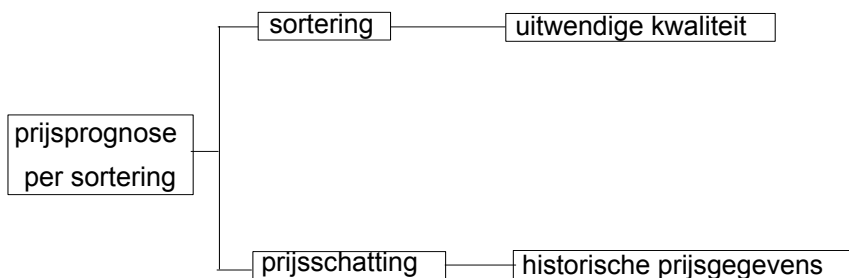 sortering
uitwendige kwaliteit
prijsprognose
per sortering
prijsschatting
historische prijsgegevens